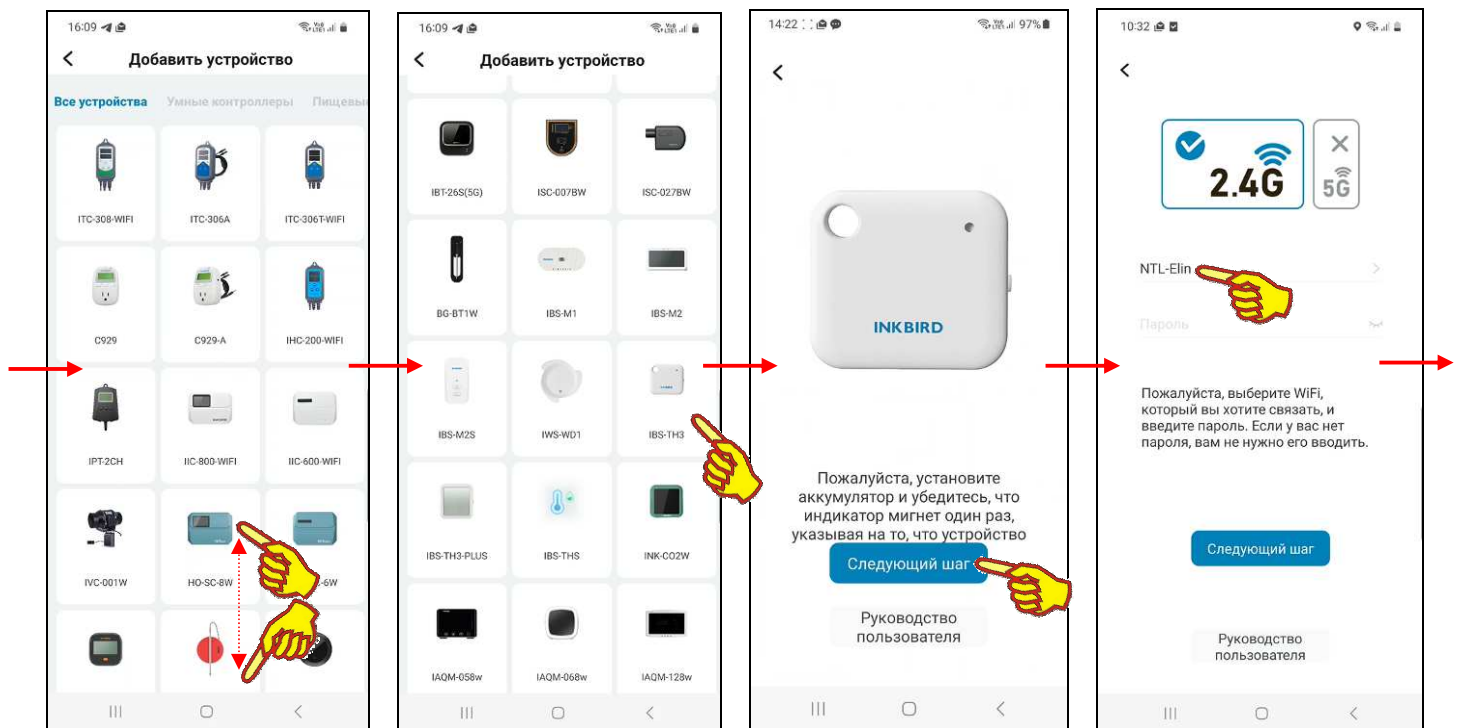 16:09
Добавить устройство
Все устройства Умные контроллеры Пищевые
ITC-308-WIFI ITC-306A ITC-306T-WIFI
C929 C929-A IHC-200-WIFI
IPT-2CH IIC-800-WIFI IIC-600-WIFI
IVC-001W HO-SC-8W -6W
16:09
Добавить устройство
IBT-26S(5G) ISC-007BW ISC-027BW
BG-BT1W IBS-M1 IBS-M2
IBS-M2S IWS-WD1 IBS-TH3
IBS-TH3-PLUS IBS-THS INK-CO2W
IAQM-058w IAQM-068w IAQM-128w
14:22 97%
INKBIRD
Пожалуйста, установите
аккумулятор и убедитесь, что
индикатор мигнет один раз,
указывая на то, что устройство
Следующий шаг
Руководство
пользователя
10:32
2.4G 5G
NTL-Elin
Пароль
Пожалуйста, выберите WiFi,
который вы хотите связать, и
введите пароль. Если у вас нет
пароля, вам не нужно его вводить.
Следующий шаг
Руководство
пользователя